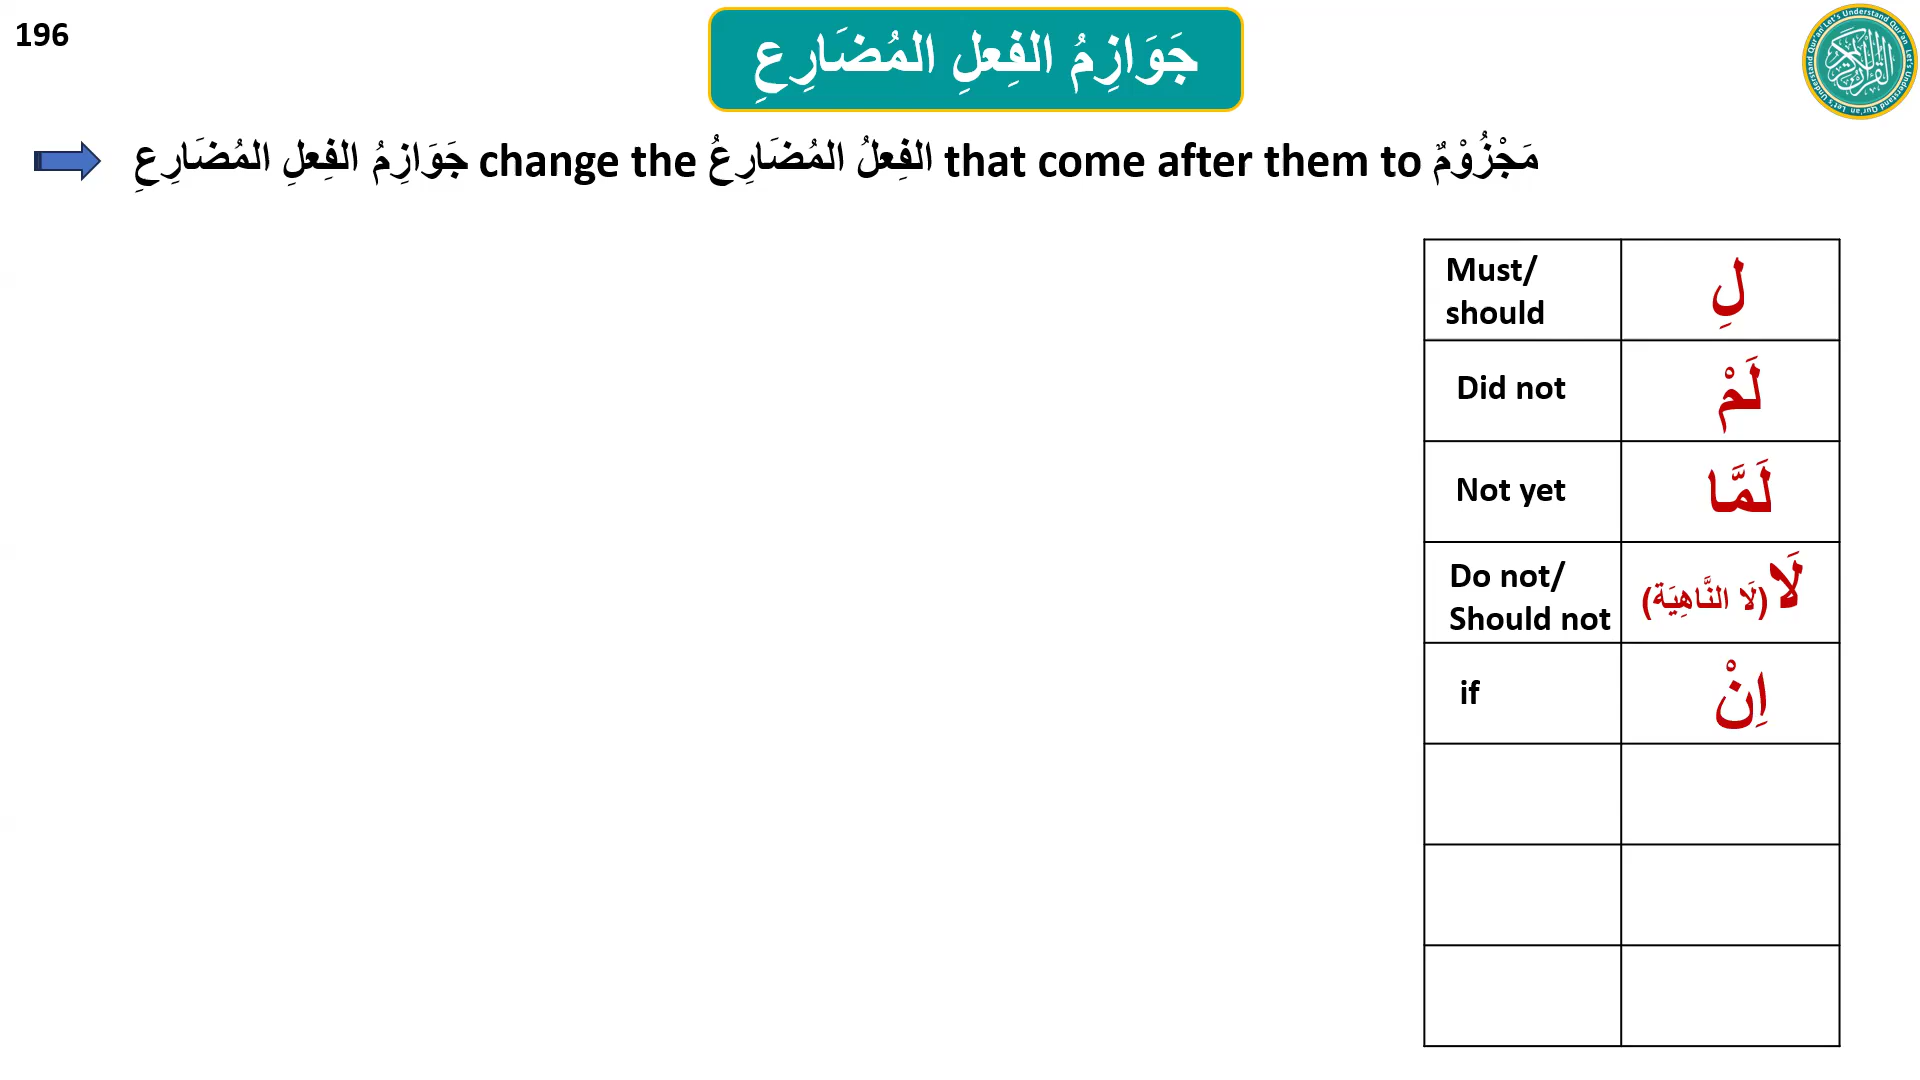 196
جَوَازِمُ الفِعلِ المُضَارِعِ
جَوَازِمُ الفِعلِ المُضَارِعِ change the الفِعلُ المُضَارِعُ that come after them to مَجْزُوْمٌ
Must/
should
لِ
Did not
لَمْ
Not yet
لَمَّا
Do not/
Should not
لَا (لَا النَّاهِيَة)
if
اِنْ